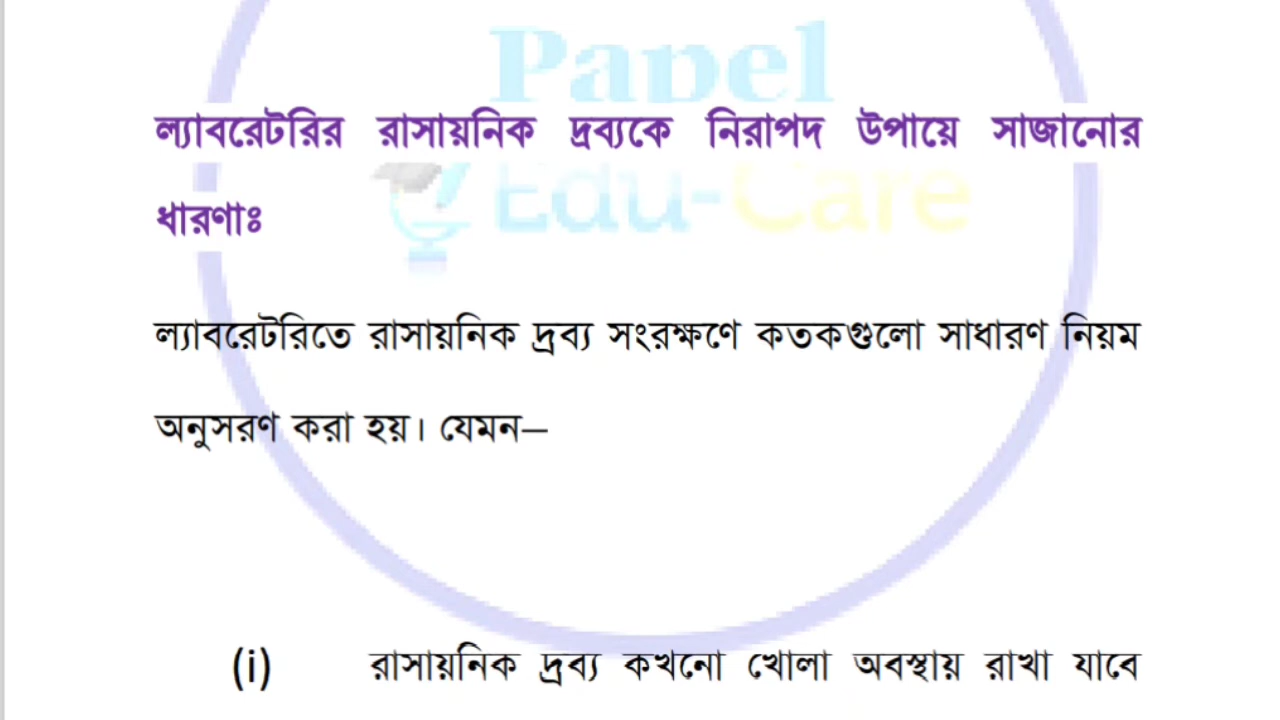 Papel
ল্যাবরেটরির রাসায়নিক দ্রব্যকে নিরাপদ উপায়ে সাজানোর
Edu-Care
ধারণাঃ
ল্যাবরেটরিতে রাসায়নিক দ্রব্য সংরক্ষণে কতকগুলো সাধারণ নিয়ম
অনুসরণ করা হয়। যেমন–
(i) রাসায়নিক দ্রব্য কখনো খোলা অবস্থায় রাখা যাবে